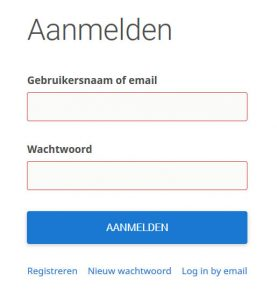 Aanmelden
Gebruikersnaam of email
Wachtwoord
AANMELDEN
Registreren Nieuw wachtwoord Log in by email